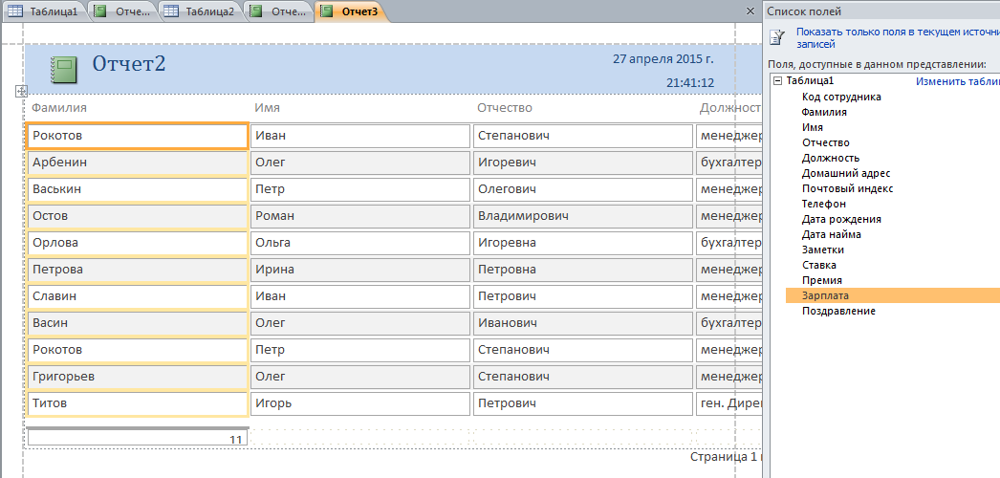 Таблица1 Отче... Таблица2 Отче... Отчет3
Отчет2
27 апреля 2015 г.
21:41:12
Фамилия Имя Отчество Должност
Рокотов Иван Степанович менеджер
Арбенин Олег Игоревич бухгалтер
Васькин Петр Олегович менеджер
Остов Роман Владимирович менеджер
Орлова Ольга Игоревна бухгалтер
Петрова Ирина Петровна менеджер
Славин Иван Петрович менеджер
Васин Олег Иванович бухгалтер
Рокотов Петр Степанович менеджер
Григорьев Олег Степанович менеджер
Титов Игорь Петрович ген. Дирек
11
Страница 1
Список полей
Показать только поля в текущем источни
записей
Поля, доступные в данном представлении:
Таблица1 Изменить табли
Код сотрудника
Фамилия
Имя
Отчество
Должность
Домашний адрес
Почтовый индекс
Телефон
Дата рождения
Дата найма
Заметки
Ставка
Премия
Зарплата
Поздравление